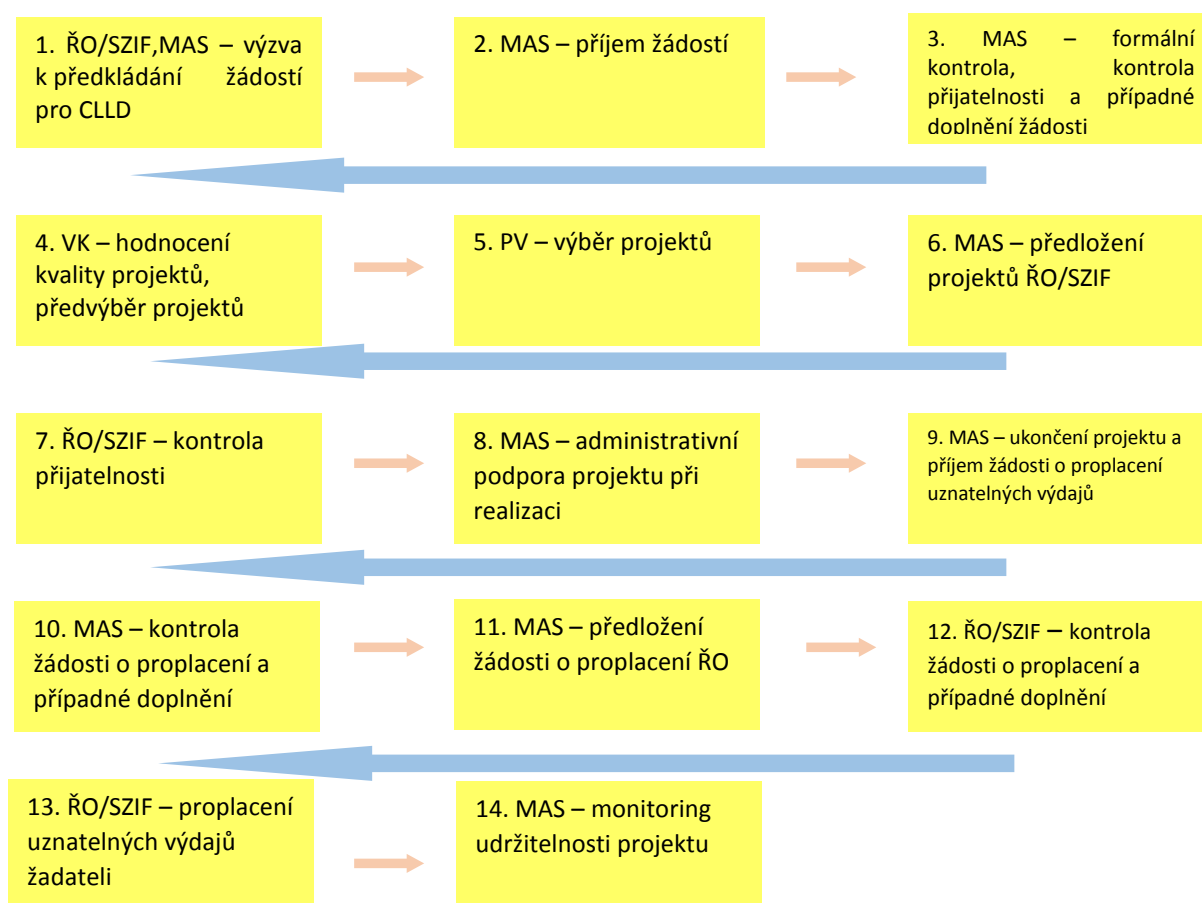 1. ŘO/SZIF,MAS – výzva
k předkládání žádostí
pro CLLD
2. MAS – příjem žádostí
3. MAS – formální
kontrola, kontrola
přijatelnosti a případné
doplnění žádosti
4. VK – hodnocení
kvality projektů,
předvýběr projektů
5. PV – výběr projektů
6. MAS – předložení
projektů ŘO/SZIF
7. ŘO/SZIF – kontrola
přijatelnosti
8. MAS – administrativní
podpora projektu při
realizaci
9. MAS – ukončení projektu a
příjem žádosti o proplacení
uznatelných výdajů
10. MAS – kontrola
žádosti o proplacení a
případné doplnění
11. MAS – předložení
žádosti o proplacení ŘO
12. ŘO/SZIF – kontrola
žádosti o proplacení a
případné doplnění
13. ŘO/SZIF – proplacení
uznatelných výdajů
žadateli
14. MAS – monitoring
udržitelnosti projektu